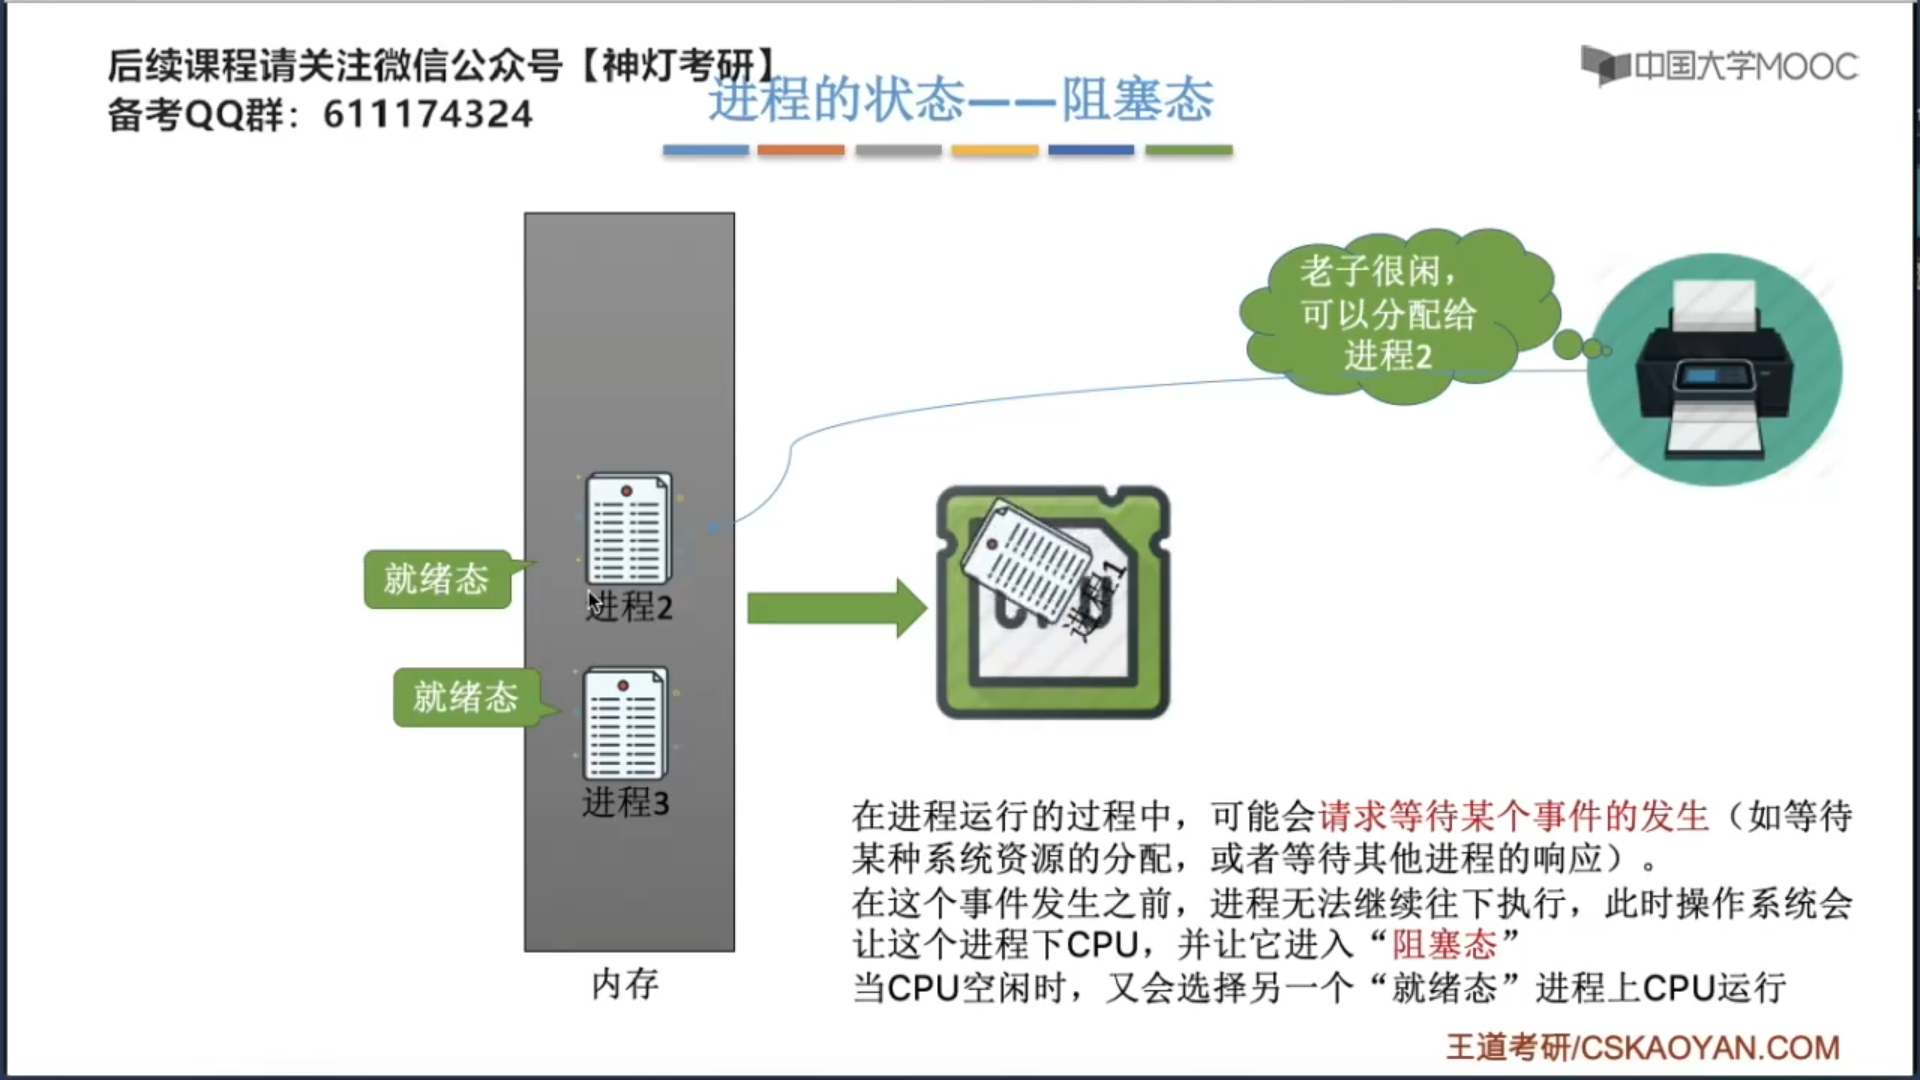 后续课程请关注微信公众号【神灯考研】
备考QQ群：611174324
中国大学MOOC
进程的状态——阻塞态
老子很闲，
可以分配给
进程2
就绪态
进程2
就绪态
进程3
内存
进程1
在进程运行的过程中，可能会请求等待某个事件的发生（如等待
某种系统资源的分配，或者等待其他进程的响应）。
在这个事件发生之前，进程无法继续往下执行，此时操作系统会
让这个进程下CPU，并让它进入“阻塞态”
当CPU空闲时，又会选择另一个“就绪态”进程上CPU运行
王道考研/CSKAOYAN.COM